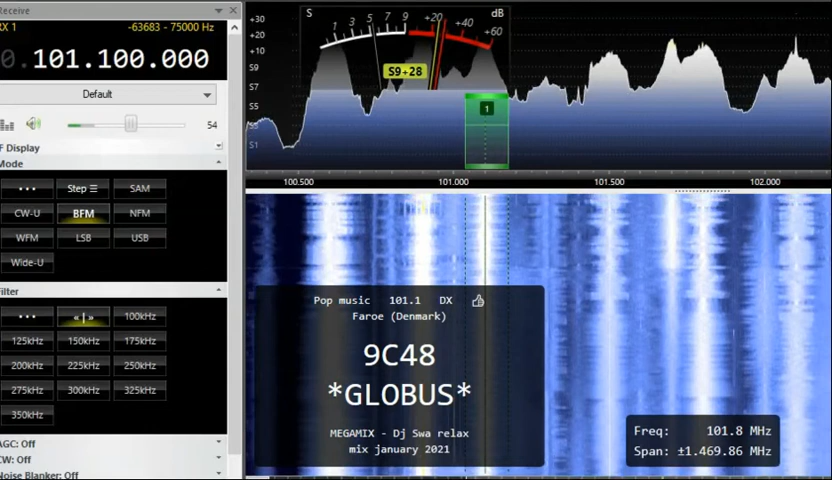 Receive
RX 1
-63683 - 75000 Hz
0.101.100.000
Default
54
F Display
Mode
••• Step ☰ SAM
CW-U BFM NFM
WFM LSB USB
Wide-U
Filter
••• «|» 100kHz
125kHz 150kHz 175kHz
200kHz 225kHz 250kHz
275kHz 300kHz 325kHz
350kHz
AGC: Off
CW: Off
Noise Blanker: Off
+30
+20
+10
S9
S7
S5
S3
S1
S 1 3 5 7 9 +20 +40 +60 dB
S9+28
1
100.500 101.000 101.500 102.000
Pop music 101.1 DX
Faroe (Denmark)
9C48
*GLOBUS*
MEGAMIX - Dj Swa relax
mix january 2021
Freq: 101.8 MHz
Span: ±1.469.86 MHz